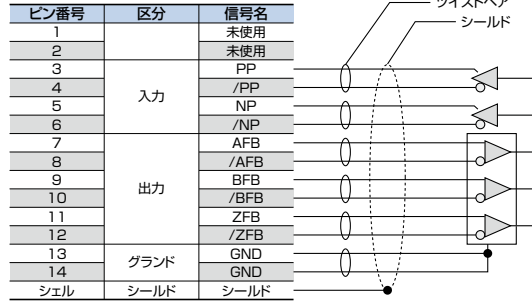 ツイストペア
シールド
ピン番号 区分 信号名
1 未使用
2 未使用
3 PP
4 /PP
入力
5 NP
6 /NP
7 AFB
8 /AFB
9 BFB
出力
10 /BFB
11 ZFB
12 /ZFB
13 GND
グランド
14 GND
シェル シールド シールド